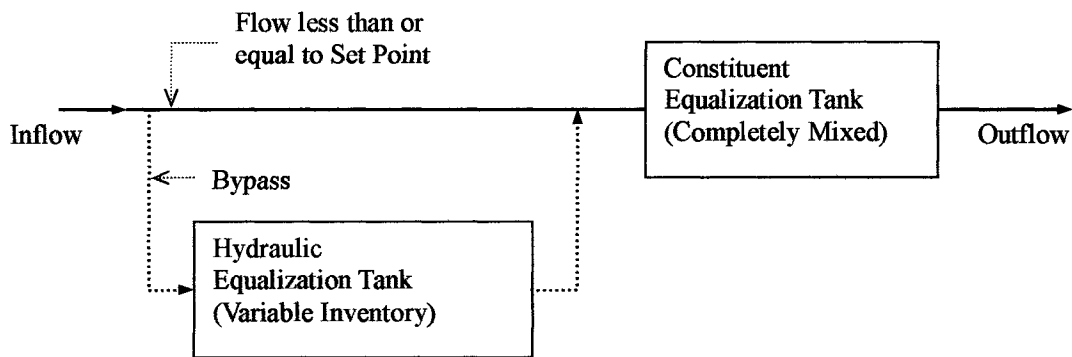 Flow less than or
equal to Set Point
Constituent
Equalization Tank
(Completely Mixed)
Inflow
Outflow
Bypass
Hydraulic
Equalization Tank
(Variable Inventory)